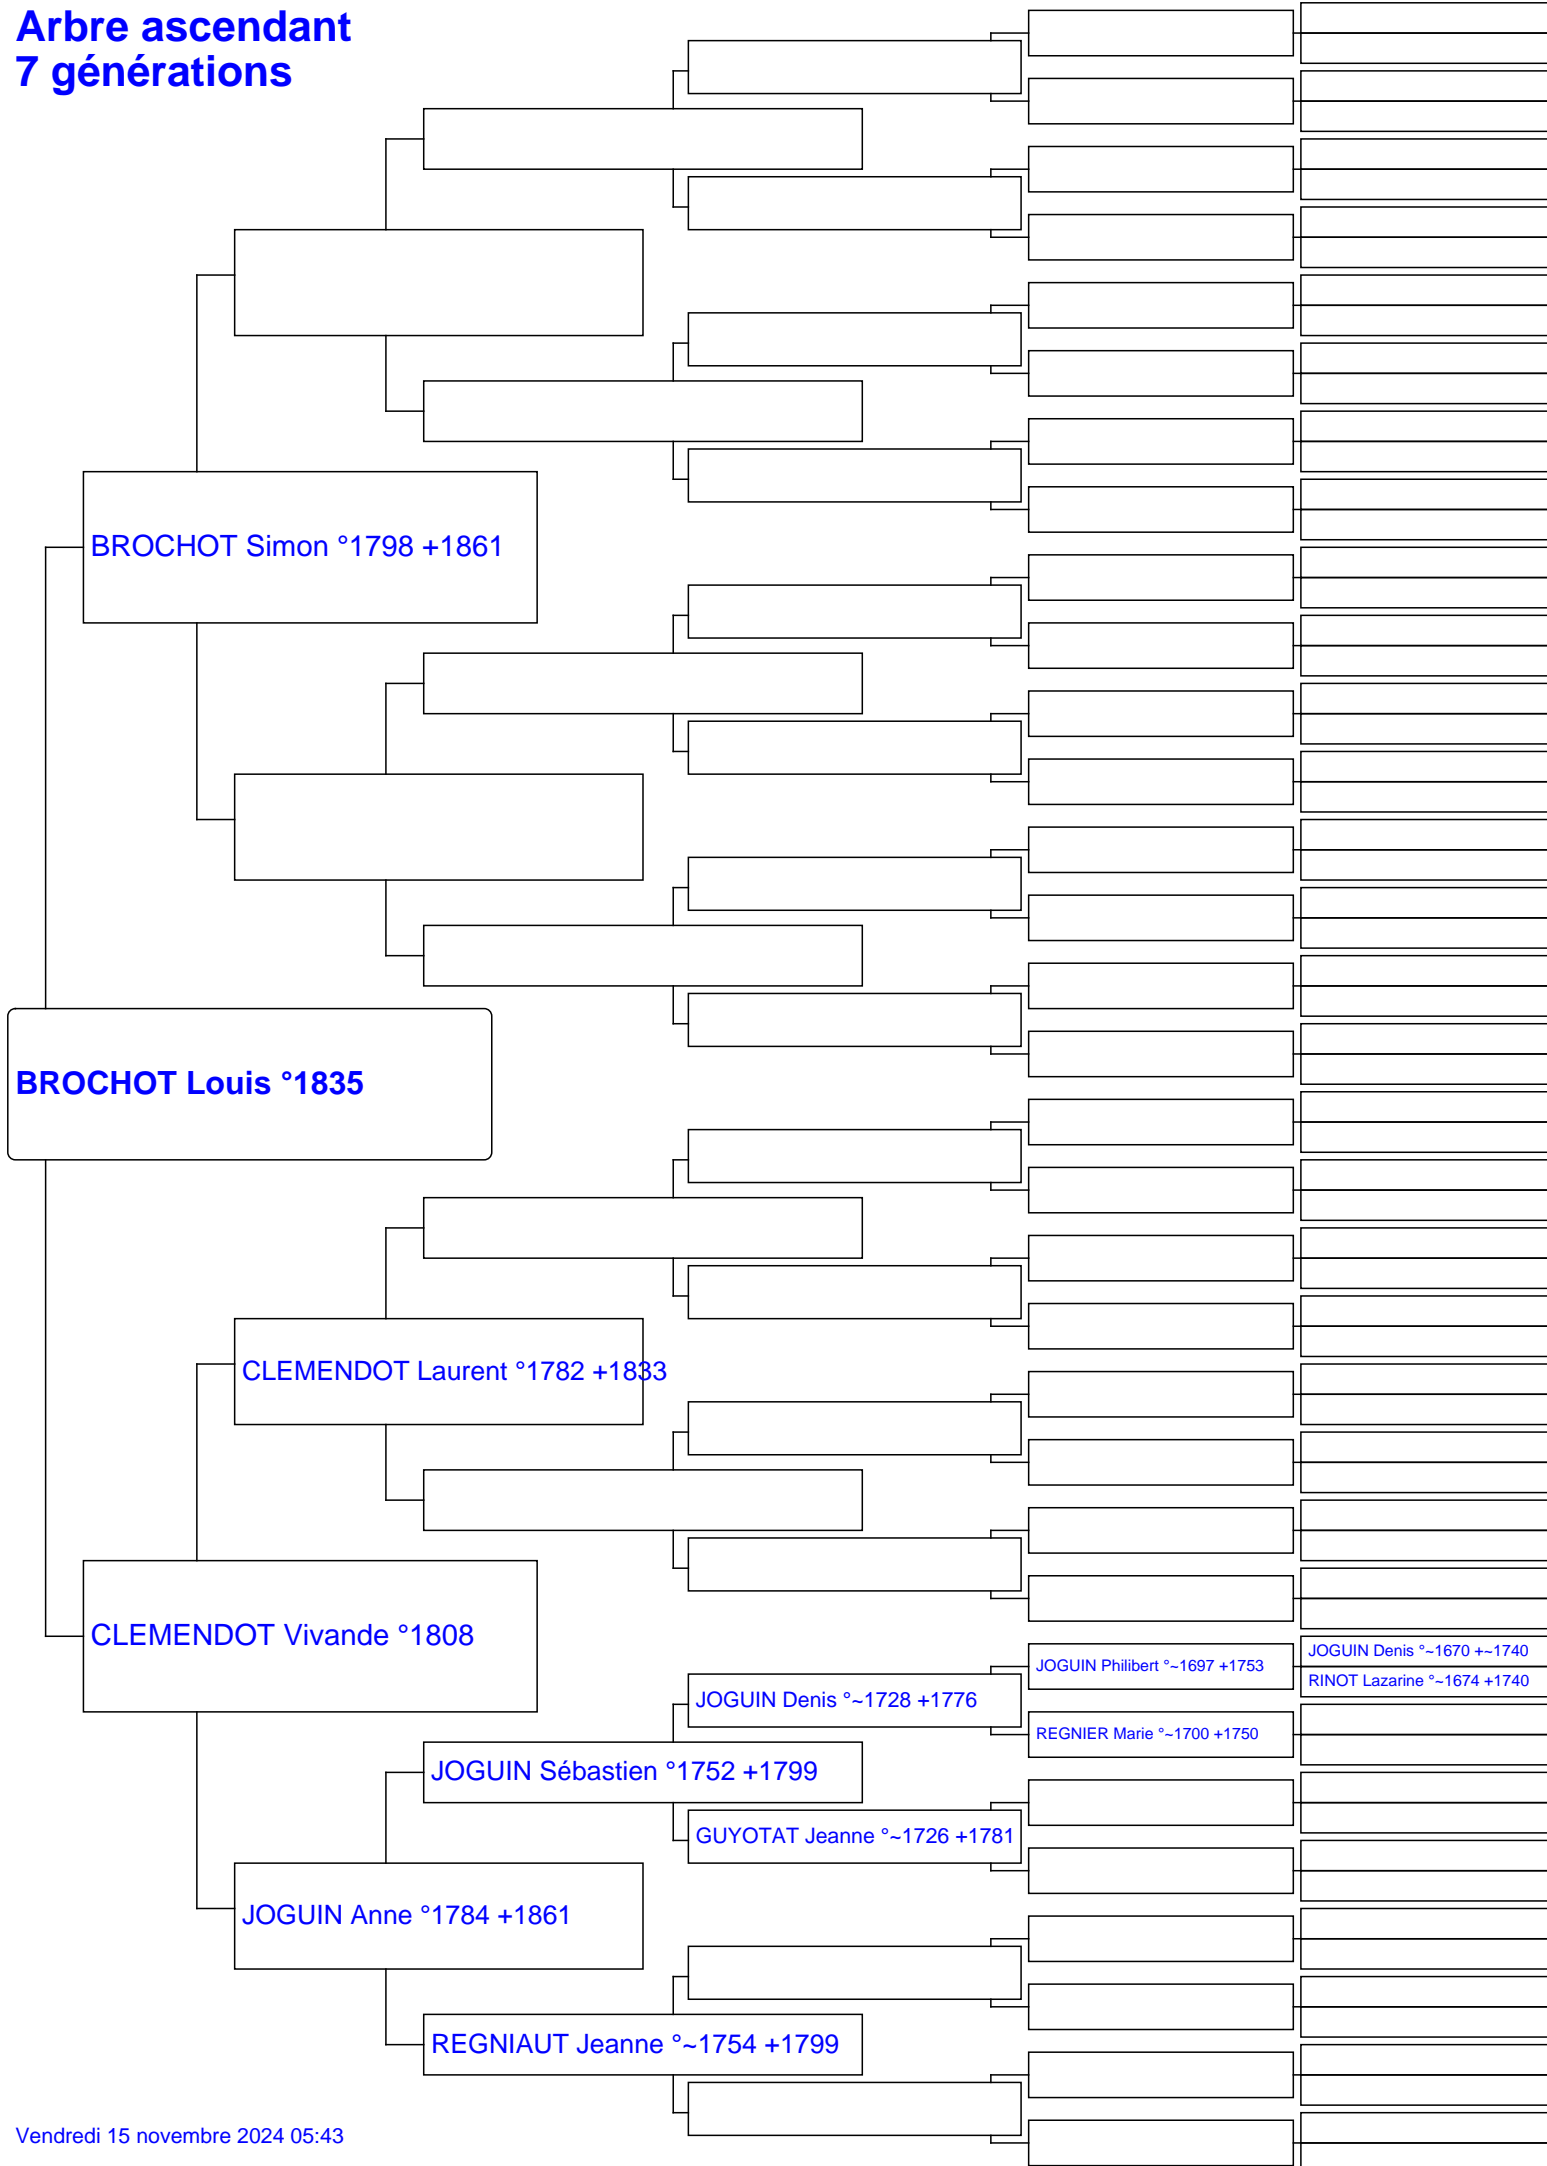 Arbre ascendant
7 générations
BROCHOT Simon °1798 +1861
BROCHOT Louis °1835
CLEMENDOT Laurent °1782 +1833
CLEMENDOT Vivande °1808
JOGUIN Denis °~1670 +~1740
JOGUIN Philibert °~1697 +1753
RINOT Lazarine °~1674 +1740
JOGUIN Denis °~1728 +1776
REGNIER Marie °~1700 +1750
JOGUIN Sébastien °1752 +1799
GUYOTAT Jeanne °~1726 +1781
JOGUIN Anne °1784 +1861
REGNIAUT Jeanne °~1754 +1799
Vendredi 15 novembre 2024 05:43